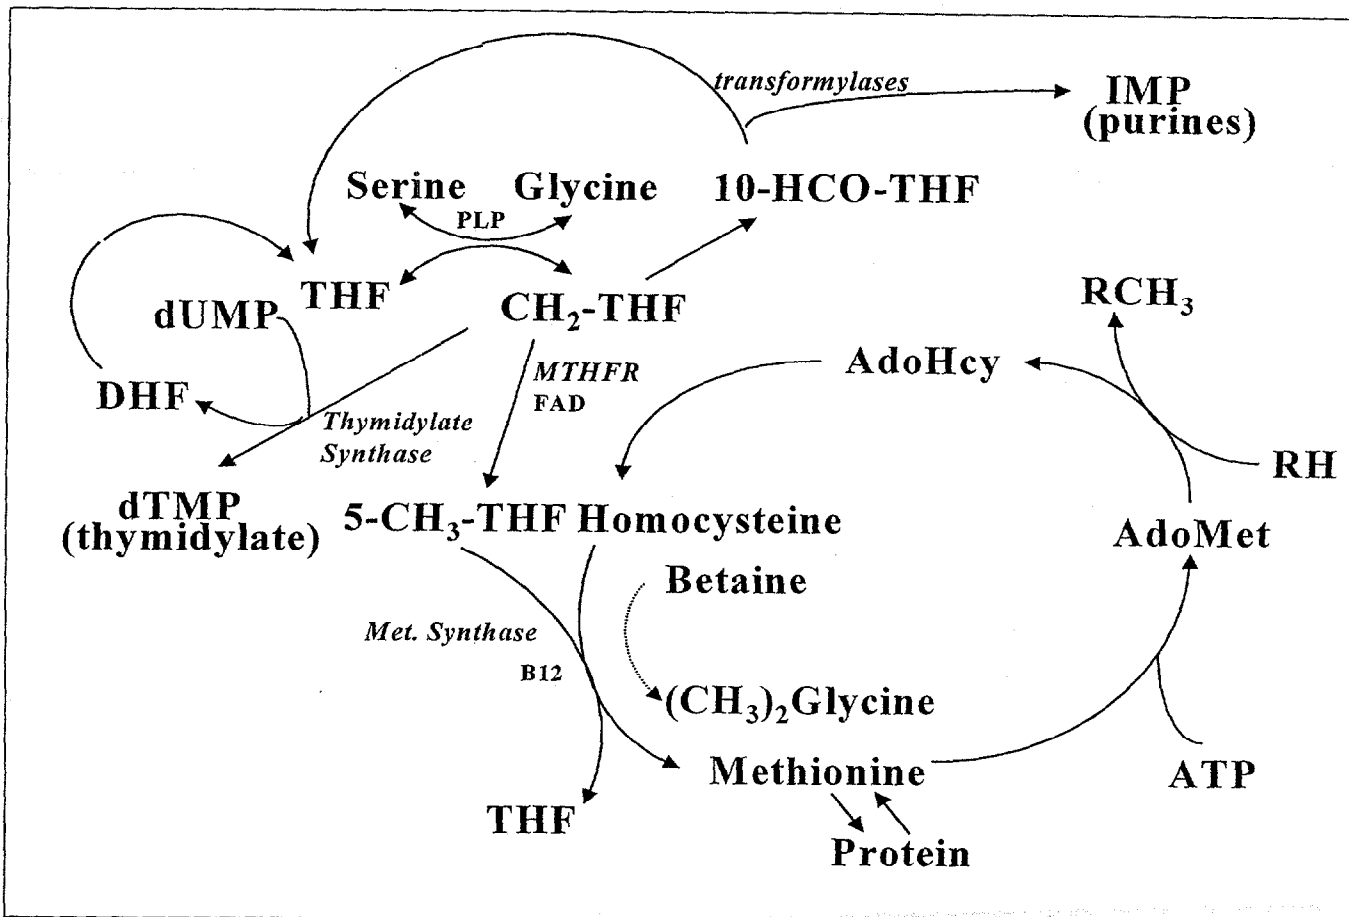 transformylases
IMP
(purines)
Serine Glycine 10-HCO-THF
PLP
THF
CH₂-THF
RCH₃
dUMP
AdoHcy
MTHFR
FAD
DHF
Thymidylate
Synthase
RH
dTMP
(thymidylate)
5-CH₃-THF Homocysteine
AdoMet
Betaine
Met. Synthase
B12
(CH₃)₂Glycine
Methionine
ATP
THF
Protein